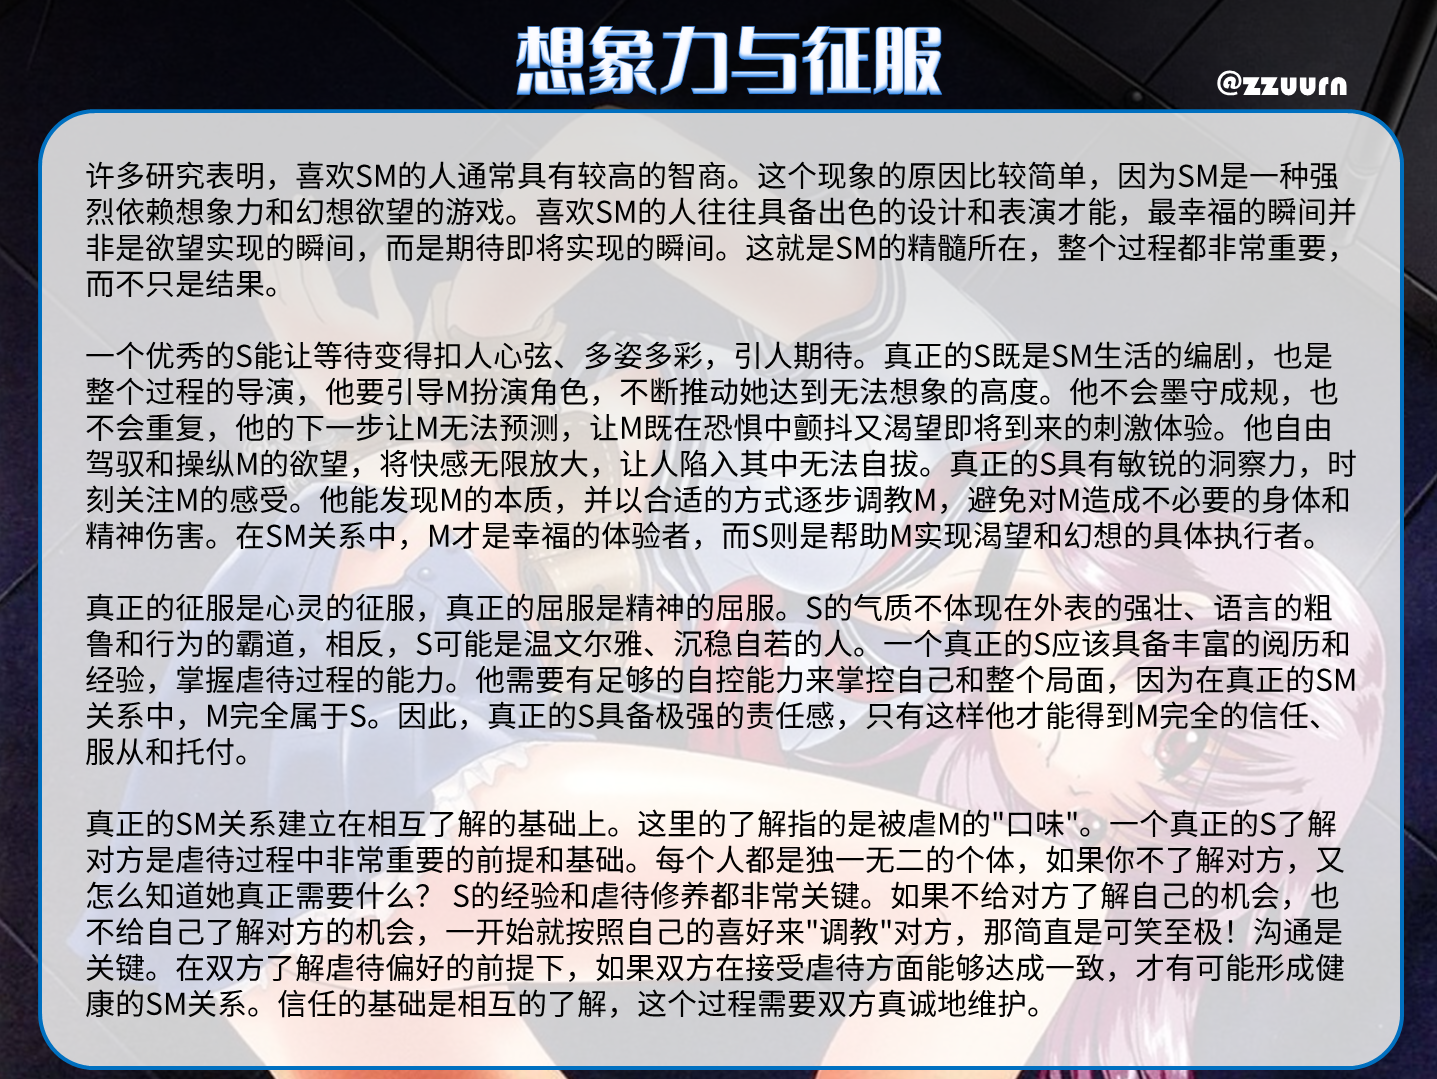 想象力与征服
@zzuurn
许多研究表明，喜欢SM的人通常具有较高的智商。这个现象的原因比较简单，因为SM是一种强
烈依赖想象力和幻想欲望的游戏。喜欢SM的人往往具备出色的设计和表演才能，最幸福的瞬间并
非是欲望实现的瞬间，而是期待即将实现的瞬间。这就是SM的精髓所在，整个过程都非常重要，
而不只是结果。
一个优秀的S能让等待变得扣人心弦、多姿多彩，引人期待。真正的S既是SM生活的编剧，也是
整个过程的导演，他要引导M扮演角色，不断推动她达到无法想象的高度。他不会墨守成规，也
不会重复，他的下一步让M无法预测，让M既在恐惧中颤抖又渴望即将到来的刺激体验。他自由
驾驭和操纵M的欲望，将快感无限放大，让人陷入其中无法自拔。真正的S具有敏锐的洞察力，时
刻关注M的感受。他能发现M的本质，并以合适的方式逐步调教M，避免对M造成不必要的身体和
精神伤害。在SM关系中，M才是幸福的体验者，而S则是帮助M实现渴望和幻想的具体执行者。
真正的征服是心灵的征服，真正的屈服是精神的屈服。S的气质不体现在外表的强壮、语言的粗
鲁和行为的霸道，相反，S可能是温文尔雅、沉稳自若的人。一个真正的S应该具备丰富的阅历和
经验，掌握虐待过程的能力。他需要有足够的自控能力来掌控自己和整个局面，因为在真正的SM
关系中，M完全属于S。因此，真正的S具备极强的责任感，只有这样他才能得到M完全的信任、
服从和托付。
真正的SM关系建立在相互了解的基础上。这里的了解指的是被虐M的"口味"。一个真正的S了解
对方是虐待过程中非常重要的前提和基础。每个人都是独一无二的个体，如果你不了解对方，又
怎么知道她真正需要什么？ S的经验和虐待修养都非常关键。如果不给对方了解自己的机会，也
不给自己了解对方的机会，一开始就按照自己的喜好来"调教"对方，那简直是可笑至极！沟通是
关键。在双方了解虐待偏好的前提下，如果双方在接受虐待方面能够达成一致，才有可能形成健
康的SM关系。信任的基础是相互的了解，这个过程需要双方真诚地维护。